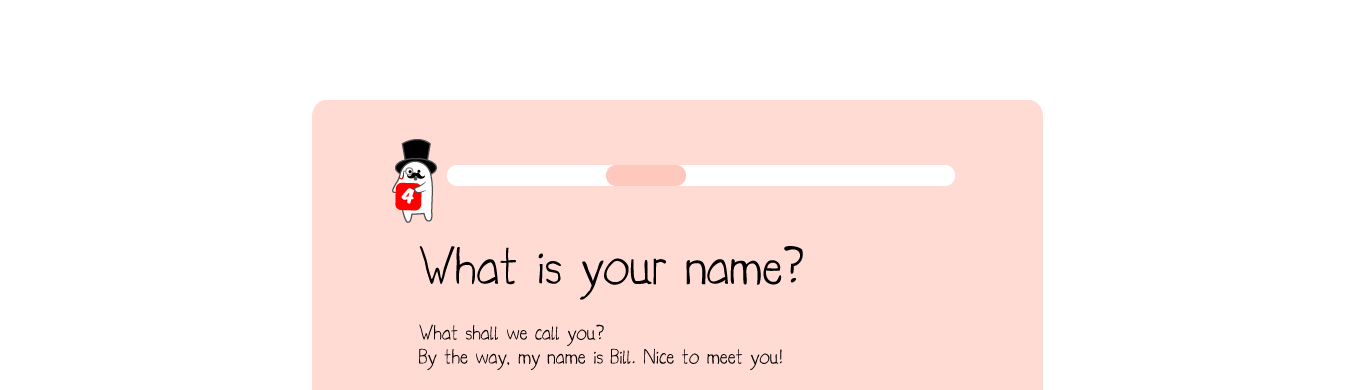 4
What is your name?
What shall we call you?
By the way, my name is Bill. Nice to meet you!